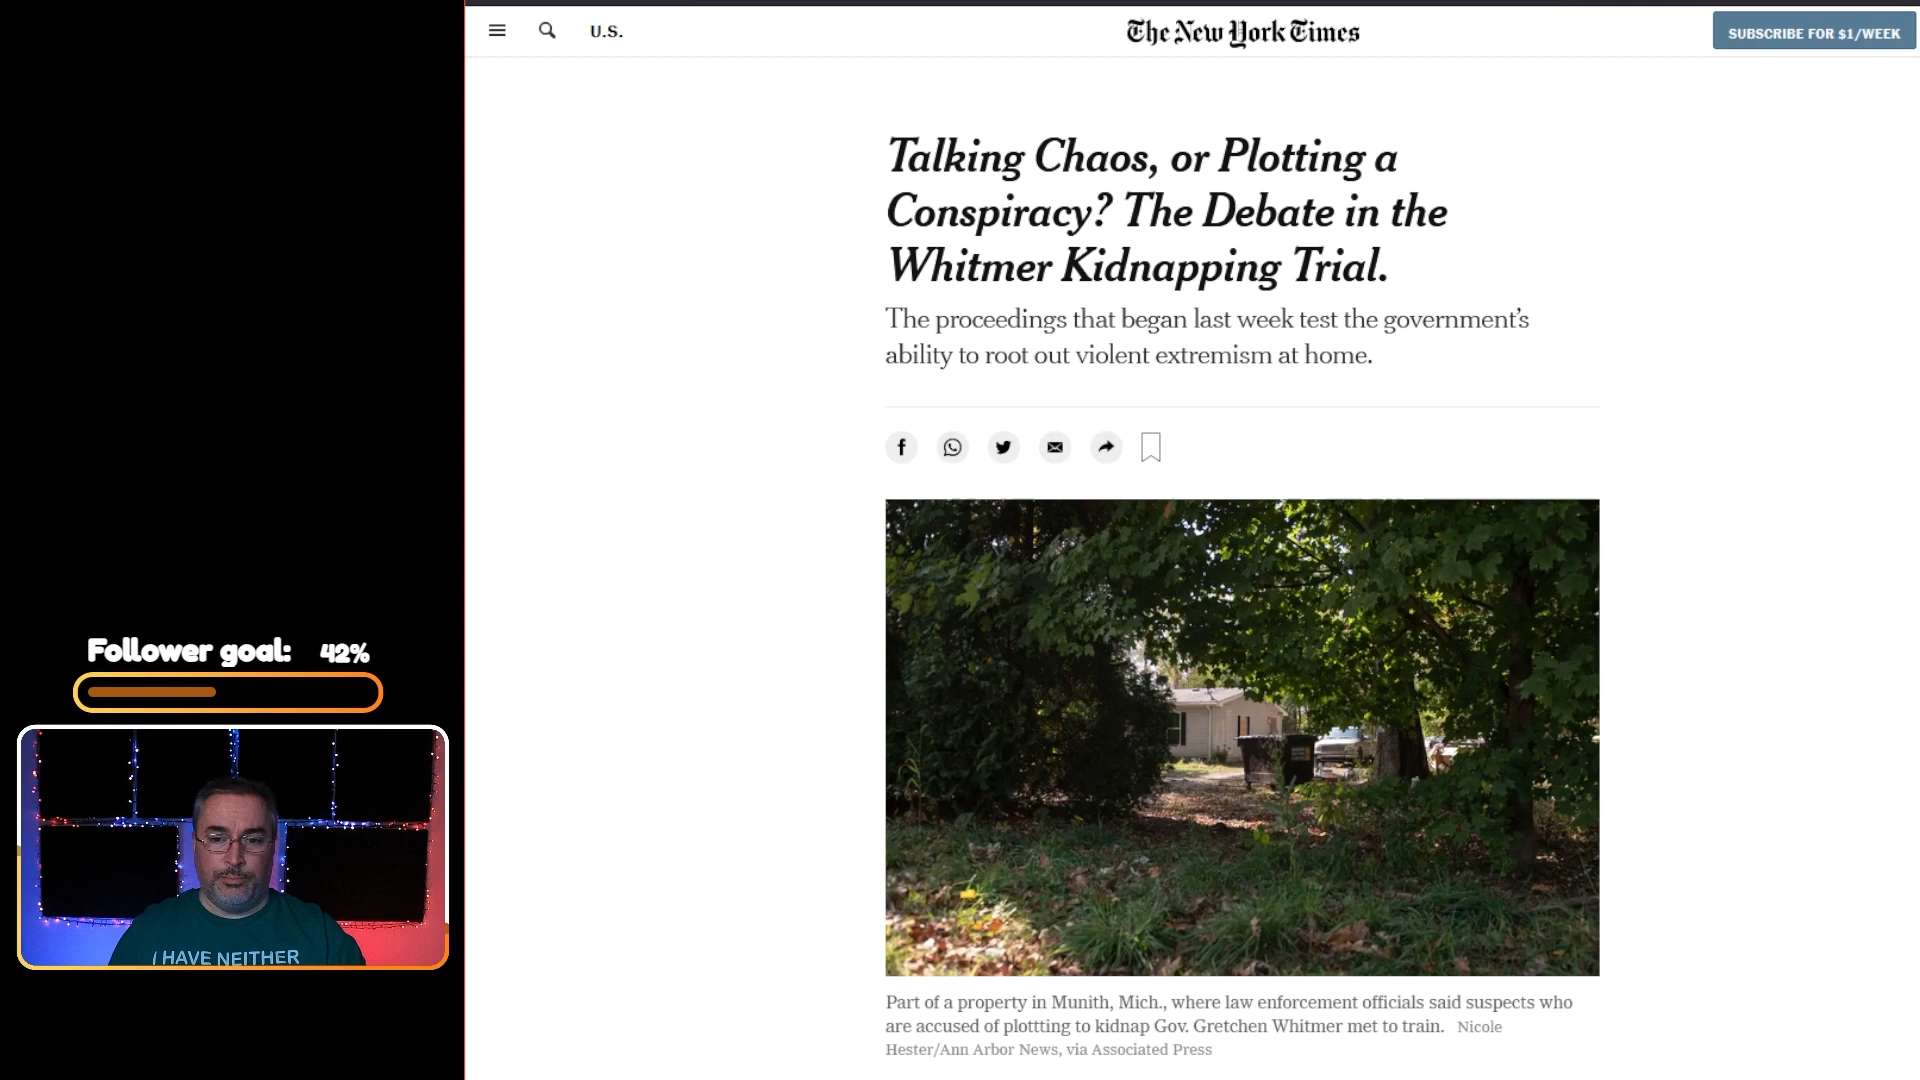 U.S.
The New York Times
SUBSCRIBE FOR $1/WEEK
Talking Chaos, or Plotting a
Conspiracy? The Debate in the
Whitmer Kidnapping Trial.
The proceedings that began last week test the government’s
ability to root out violent extremism at home.
Part of a property in Munith, Mich., where law enforcement officials said suspects who
are accused of plottting to kidnap Gov. Gretchen Whitmer met to train. Nicole
Hester/Ann Arbor News, via Associated Press
Follower goal: 42%
I HAVE NEITHER